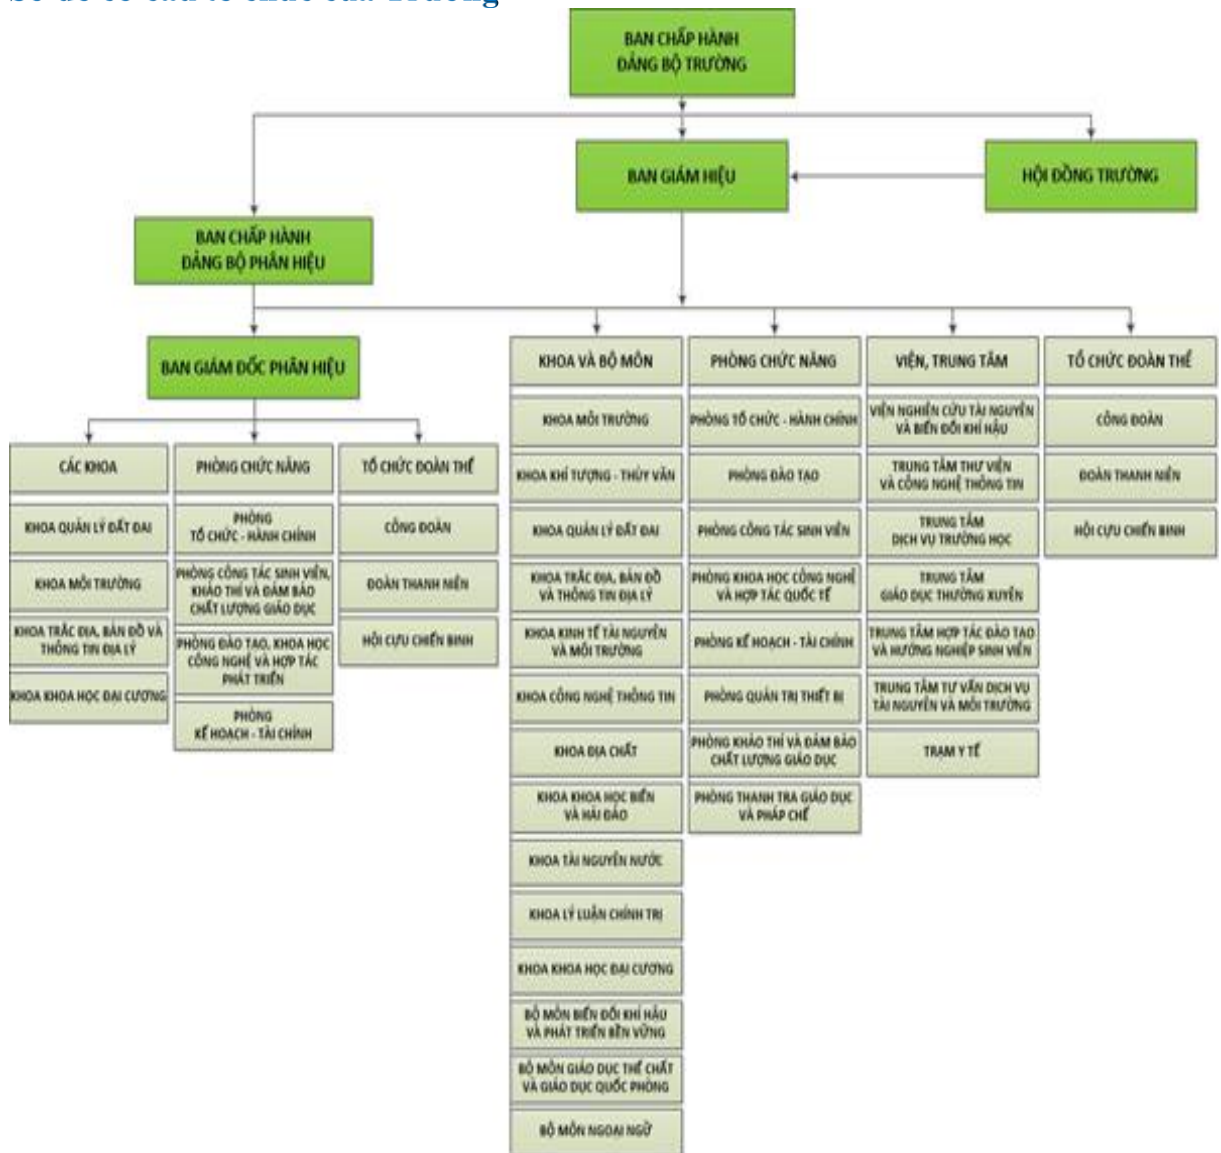 Sơ đồ cơ cấu tổ chức của Trường
BAN CHẤP HÀNH
ĐẢNG BỘ TRƯỜNG
BAN GIÁM HIỆU
HỘI ĐỒNG TRƯỜNG
BAN CHẤP HÀNH
ĐẢNG BỘ PHÂN HIỆU
BAN GIÁM ĐỐC PHÂN HIỆU
CÁC KHOA
KHOA QUẢN LÝ ĐẤT ĐAI
KHOA MÔI TRƯỜNG
KHOA TRẮC ĐỊA, BẢN ĐỒ VÀ
THÔNG TIN ĐỊA LÝ
KHOA KHOA HỌC ĐẠI CƯƠNG
PHÒNG CHỨC NĂNG
PHÒNG
TỔ CHỨC - HÀNH CHÍNH
PHÒNG CÔNG TÁC SINH VIÊN,
KHẢO THÍ VÀ ĐẢM BẢO
CHẤT LƯỢNG GIÁO DỤC
PHÒNG ĐÀO TẠO, KHOA HỌC
CÔNG NGHỆ VÀ HỢP TÁC
PHÁT TRIỂN
PHÒNG
KẾ HOẠCH - TÀI CHÍNH
TỔ CHỨC ĐOÀN THỂ
CÔNG ĐOÀN
ĐOÀN THANH NIÊN
HỘI CỰU CHIẾN BINH
KHOA VÀ BỘ MÔN
KHOA MÔI TRƯỜNG
KHOA KHÍ TƯỢNG - THỦY VĂN
KHOA QUẢN LÝ ĐẤT ĐAI
KHOA TRẮC ĐỊA, BẢN ĐỒ
VÀ THÔNG TIN ĐỊA LÝ
KHOA KINH TẾ TÀI NGUYÊN
VÀ MÔI TRƯỜNG
KHOA CÔNG NGHỆ THÔNG TIN
KHOA ĐỊA CHẤT
KHOA KHOA HỌC BIỂN
VÀ HẢI ĐẢO
KHOA TÀI NGUYÊN NƯỚC
KHOA LÝ LUẬN CHÍNH TRỊ
KHOA KHOA HỌC ĐẠI CƯƠNG
BỘ MÔN BIẾN ĐỔI KHÍ HẬU
VÀ PHÁT TRIỂN BỀN VỮNG
BỘ MÔN GIÁO DỤC THỂ CHẤT
VÀ GIÁO DỤC QUỐC PHÒNG
BỘ MÔN NGOẠI NGỮ
PHÒNG CHỨC NĂNG
PHÒNG TỔ CHỨC - HÀNH CHÍNH
PHÒNG ĐÀO TẠO
PHÒNG CÔNG TÁC SINH VIÊN
PHÒNG KHOA HỌC CÔNG NGHỆ
VÀ HỢP TÁC QUỐC TẾ
PHÒNG KẾ HOẠCH - TÀI CHÍNH
PHÒNG QUẢN TRỊ THIẾT BỊ
PHÒNG KHẢO THÍ VÀ ĐẢM BẢO
CHẤT LƯỢNG GIÁO DỤC
PHÒNG THANH TRA GIÁO DỤC
VÀ PHÁP CHẾ
VIỆN, TRUNG TÂM
VIỆN NGHIÊN CỨU TÀI NGUYÊN
VÀ BIẾN ĐỔI KHÍ HẬU
TRUNG TÂM THƯ VIỆN
VÀ CÔNG NGHỆ THÔNG TIN
TRUNG TÂM
DỊCH VỤ TRƯỜNG HỌC
TRUNG TÂM
GIÁO DỤC THƯỜNG XUYÊN
TRUNG TÂM HỢP TÁC ĐÀO TẠO
VÀ HƯỚNG NGHIỆP SINH VIÊN
TRUNG TÂM TƯ VẤN DỊCH VỤ
TÀI NGUYÊN VÀ MÔI TRƯỜNG
TRẠM Y TẾ
TỔ CHỨC ĐOÀN THỂ
CÔNG ĐOÀN
ĐOÀN THANH NIÊN
HỘI CỰU CHIẾN BINH